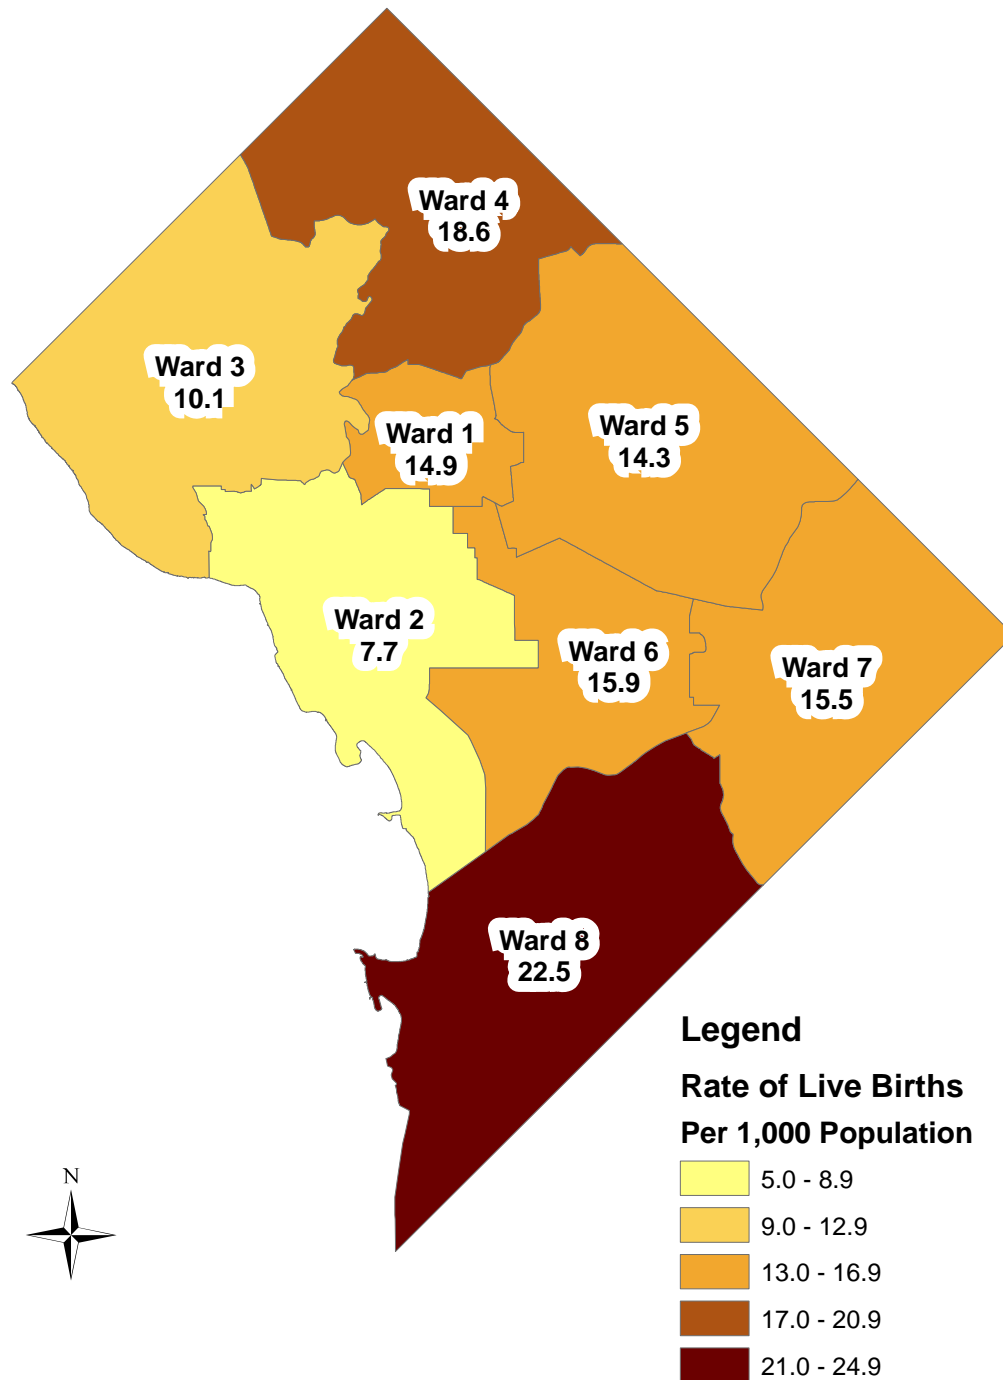 Ward 4
18.6
Ward 3
10.1
Ward 1
14.9
Ward 5
14.3
Ward 2
7.7
Ward 6
15.9
Ward 7
15.5
Ward 8
22.5
Legend
Rate of Live Births
Per 1,000 Population
5.0 - 8.9
9.0 - 12.9
13.0 - 16.9
17.0 - 20.9
21.0 - 24.9
N